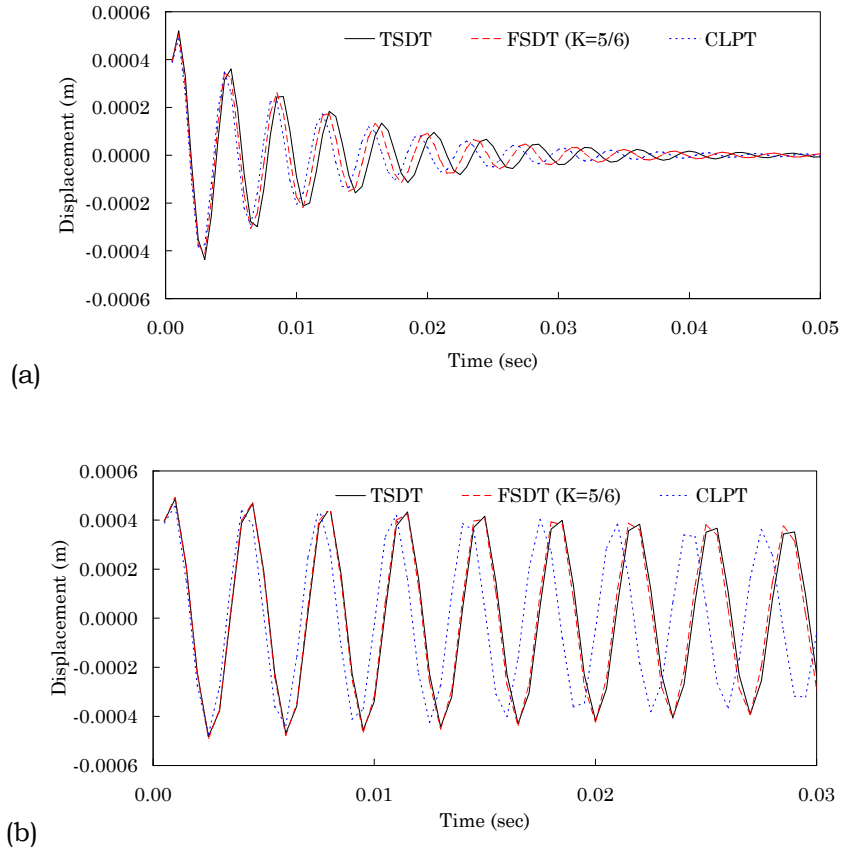 TSDT FSDT (K=5/6) CLPT
0.0006
0.0004
0.0002
0.0000
-0.0002
-0.0004
-0.0006
Displacement (m)
0.00 0.01 0.02 0.03 0.04 0.05
Time (sec)
(a)
TSDT FSDT (K=5/6) CLPT
0.0006
0.0004
0.0002
0.0000
-0.0002
-0.0004
-0.0006
Displacement (m)
0.00 0.01 0.02 0.03
Time (sec)
(b)